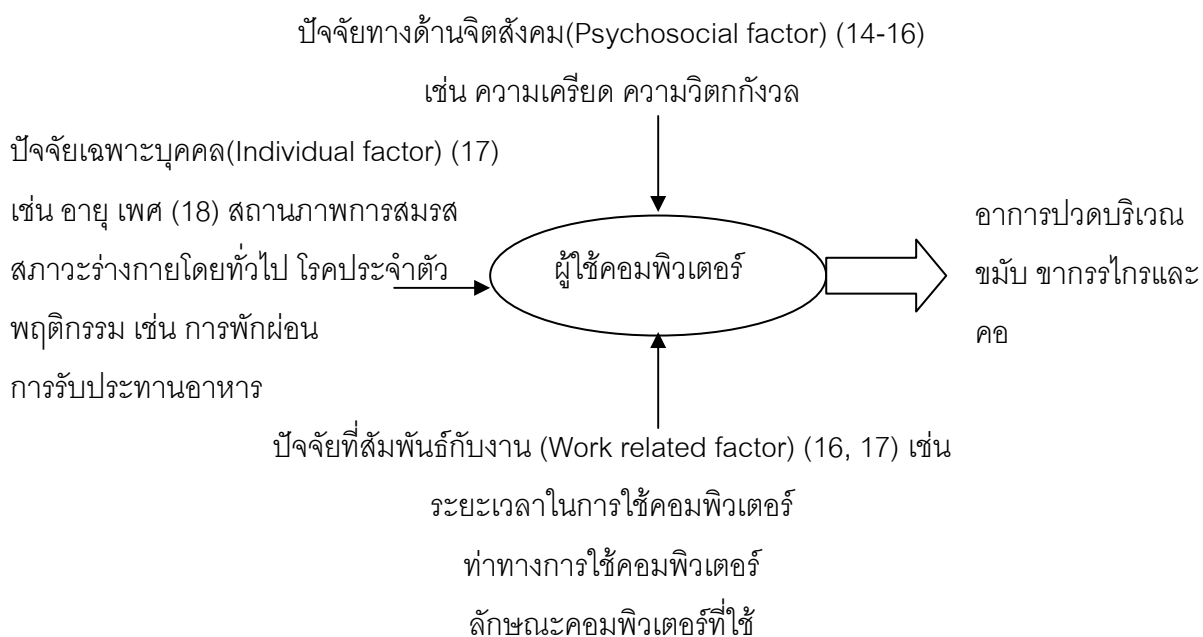 ปัจจัยทางด้านจิตสังคม(Psychosocial factor) (14-16)
เช่น ความเครียด ความวิตกกังวล
ปัจจัยเฉพาะบุคคล(Individual factor) (17)
เช่น อายุ เพศ (18) สถานภาพการสมรส
สภาวะร่างกายโดยทั่วไป โรคประจำตัว
พฤติกรรม เช่น การพักผ่อน
การรับประทานอาหาร
ผู้ใช้คอมพิวเตอร์
อาการปวดบริเวณ
ขมับ ขากรรไกรและ
คอ
ปัจจัยที่สัมพันธ์กับงาน (Work related factor) (16, 17) เช่น
ระยะเวลาในการใช้คอมพิวเตอร์
ท่าทางการใช้คอมพิวเตอร์
ลักษณะคอมพิวเตอร์ที่ใช้